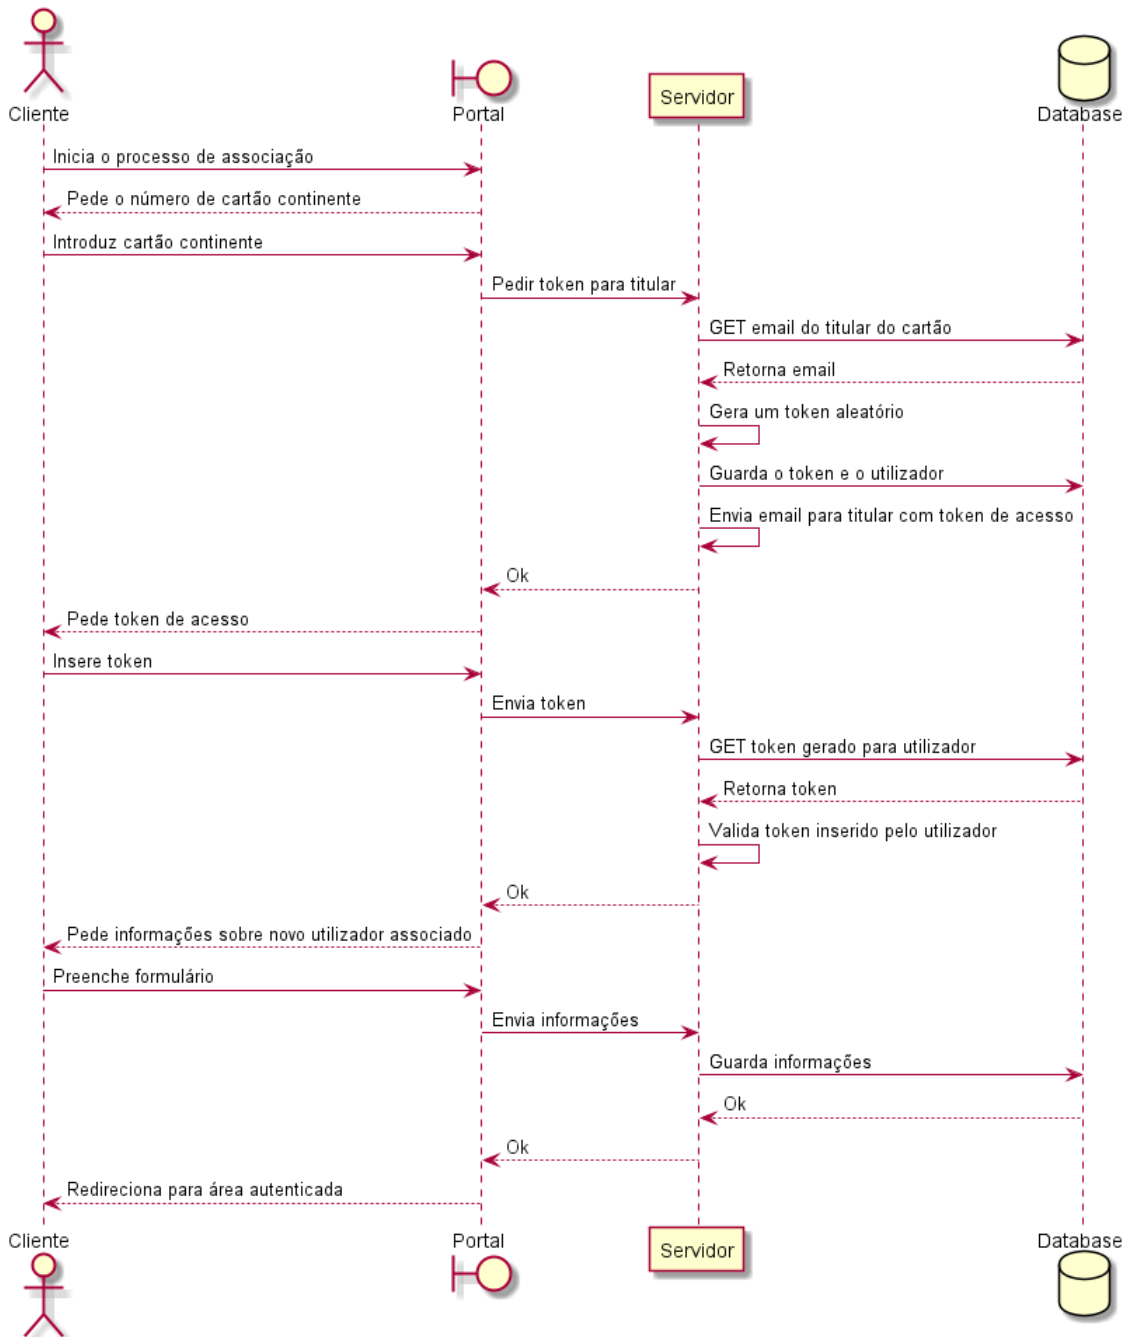 Cliente
Portal
Servidor
Database
Inicia o processo de associação
Pede o número de cartão continente
Introduz cartão continente
Pedir token para titular
GET email do titular do cartão
Retorna email
Gera um token aleatório
Guarda o token e o utilizador
Envia email para titular com token de acesso
Ok
Pede token de acesso
Insere token
Envia token
GET token gerado para utilizador
Retorna token
Valida token inserido pelo utilizador
Ok
Pede informações sobre novo utilizador associado
Preenche formulário
Envia informações
Guarda informações
Ok
Ok
Redireciona para área autenticada
Cliente
Portal
Servidor
Database